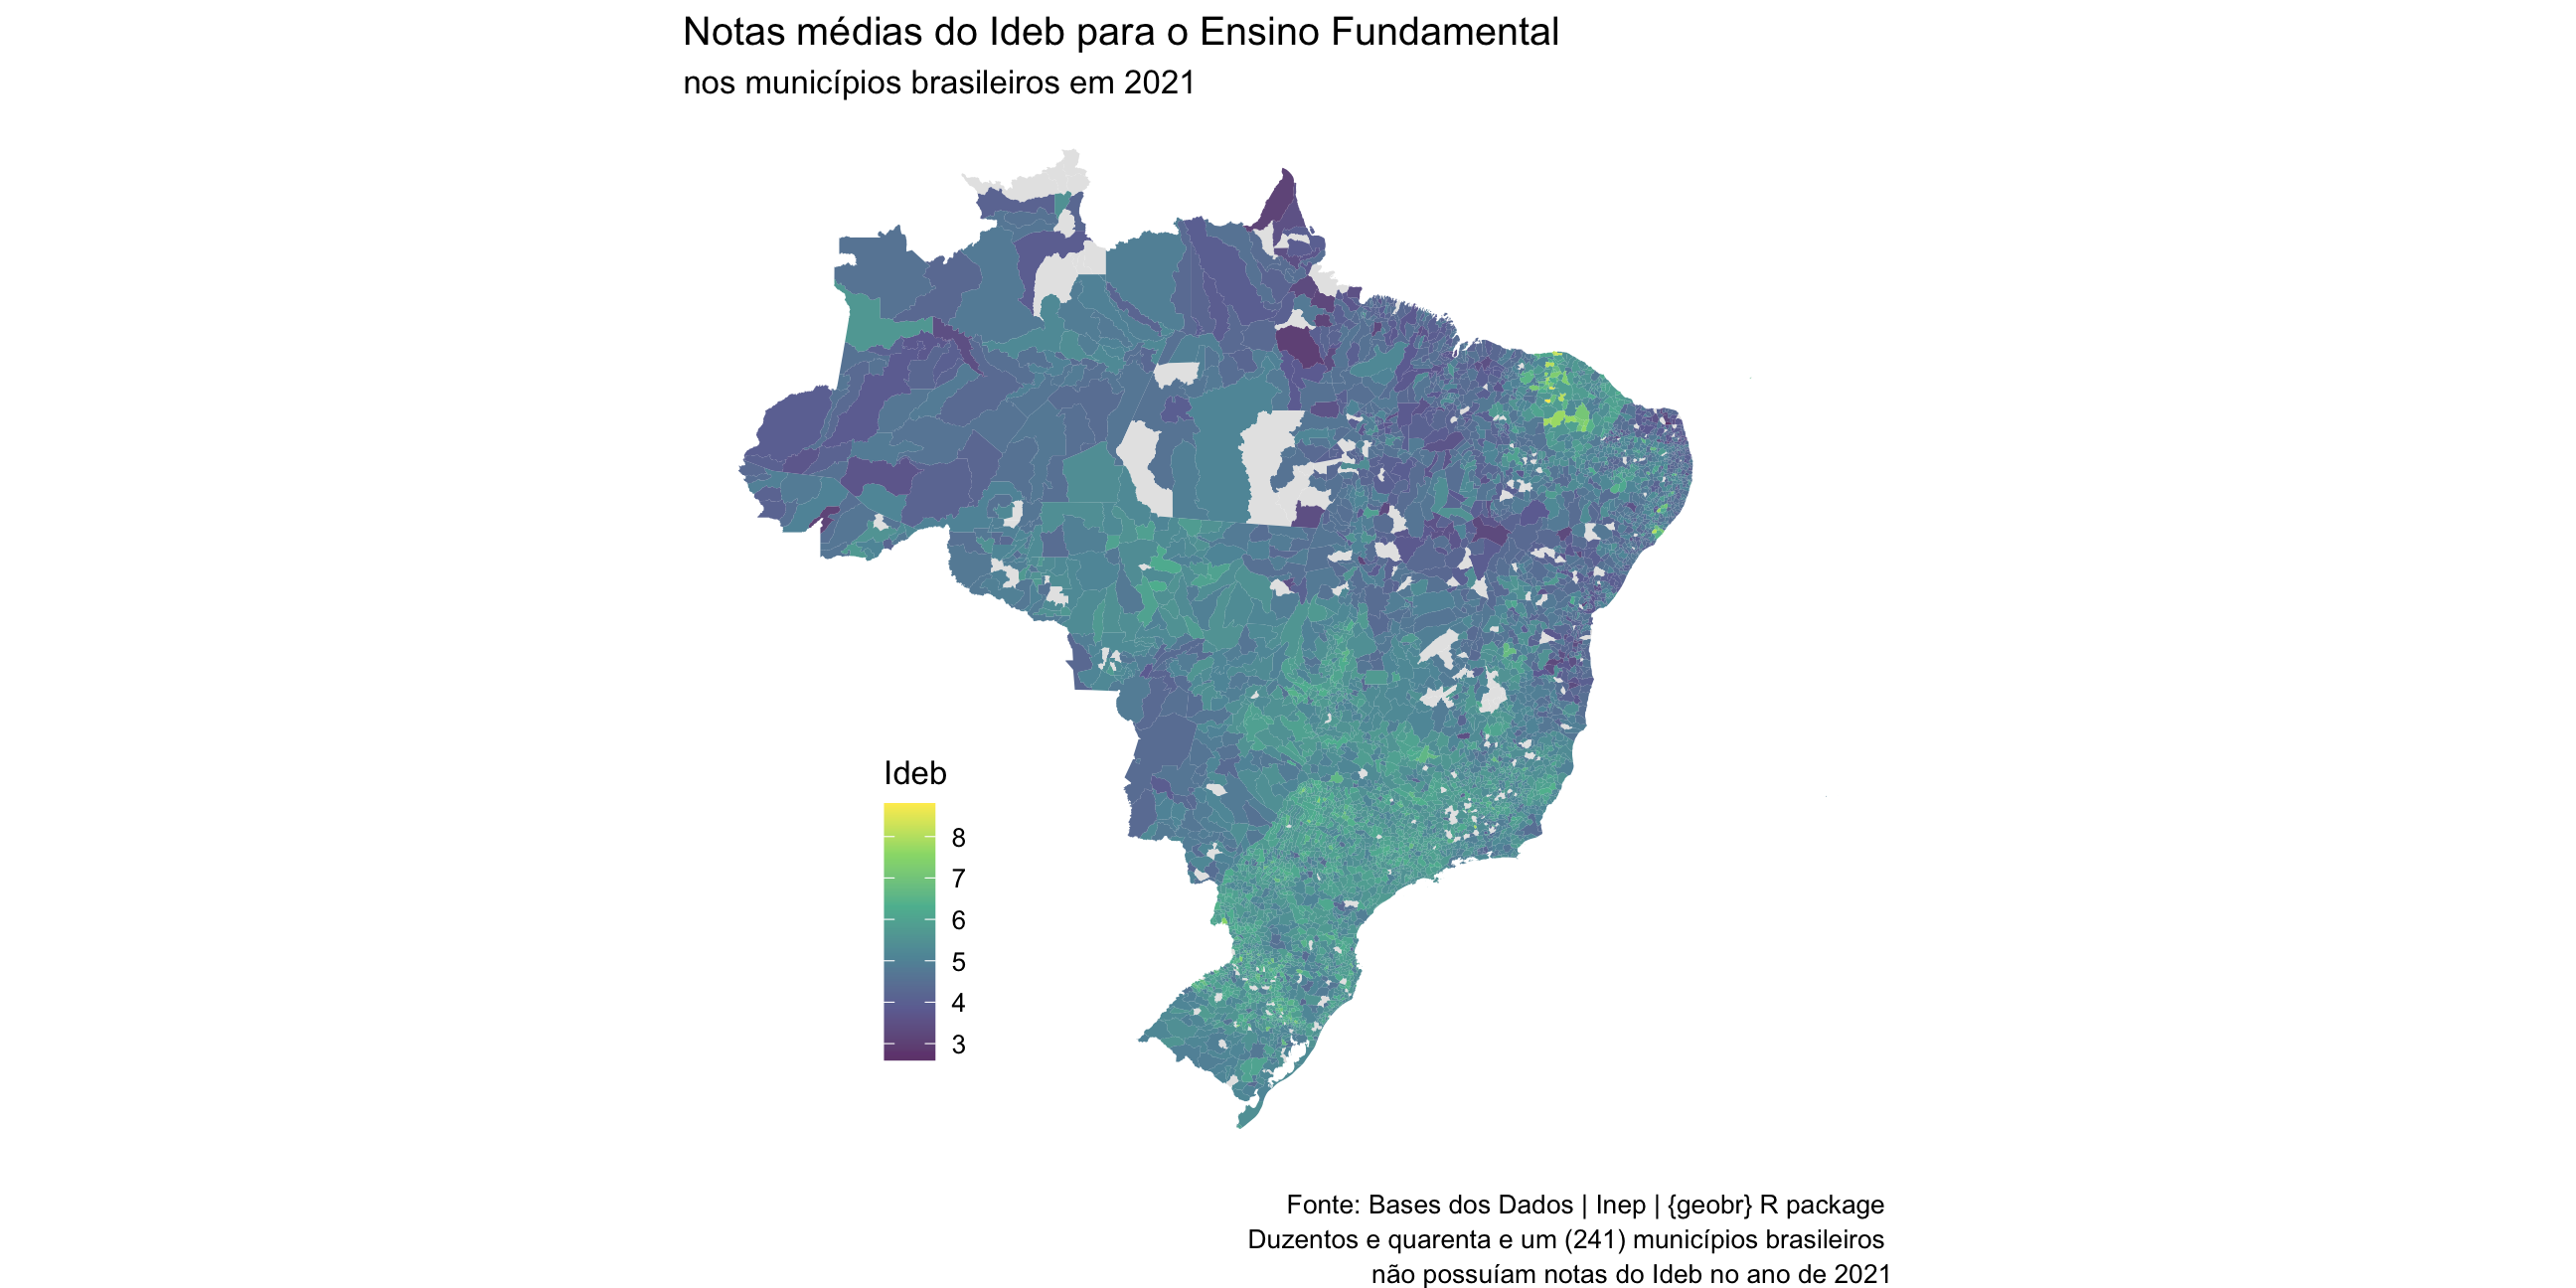 Notas médias do Ideb para o Ensino Fundamental
nos municípios brasileiros em 2021
Ideb
8
7
6
5
4
3
Fonte: Bases dos Dados | Inep | {geobr} R package
Duzentos e quarenta e um (241) municípios brasileiros
não possuíam notas do Ideb no ano de 2021